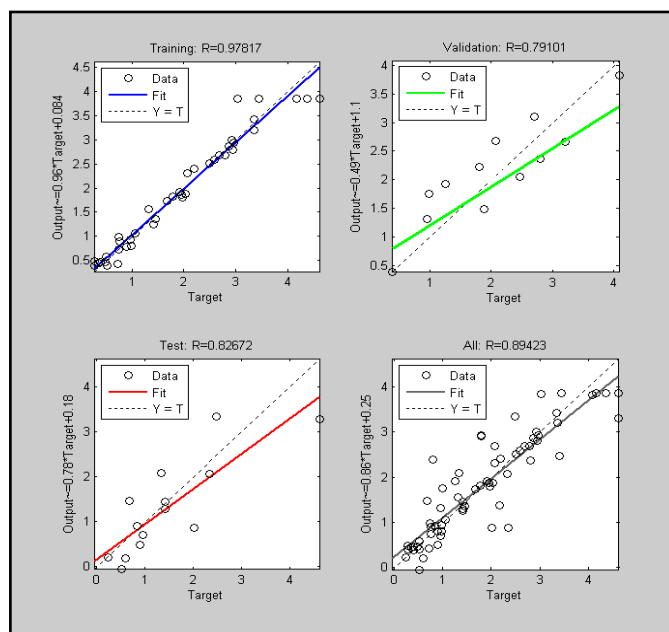 Training: R=0.97817
Output~=0.96*Target+0.084
4.5
4
3.5
3
2.5
2
1.5
1
0.5
Data
Fit
Y = T
1
2
3
4
Target
Validation: R=0.79101
Output~=0.49*Target+1.1
4
3.5
3
2.5
2
1.5
1
0.5
Data
Fit
Y = T
1
2
3
4
Target
Test: R=0.82672
Output~=0.78*Target+0.18
4
3
2
1
0
Data
Fit
Y = T
0
1
2
3
4
Target
All: R=0.89423
Output~=0.86*Target+0.25
4
3
2
1
0
Data
Fit
Y = T
0
1
2
3
4
Target